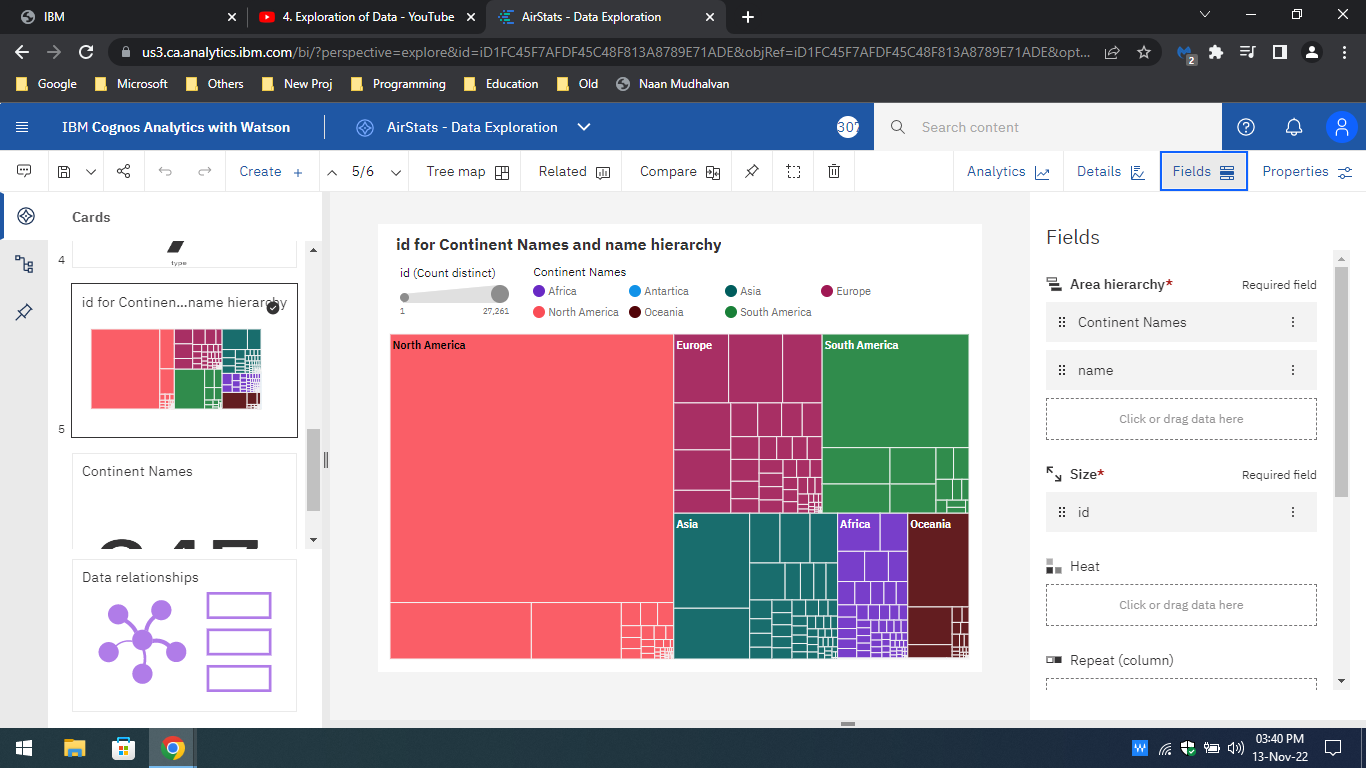 IBM
4. Exploration of Data - YouTube
AirStats - Data Exploration
us3.ca.analytics.ibm.com/bi/?perspective=explore&id=iD1FC45F7AFDF45C48F813A8789E71ADE&objRef=iD1FC45F7AFDF45C48F813A8789E71ADE&opt...
2
Google
Microsoft
Others
New Proj
Programming
Education
Old
Naan Mudhalvan
IBM Cognos Analytics with Watson
AirStats - Data Exploration
Search content
Create +
5/6
Tree map
Related
Compare
Analytics
Details
Fields
Properties
Cards
4
type
id for Continen...name hierarchy
5
Continent Names
Data relationships
id for Continent Names and name hierarchy
id (Count distinct)
1
27,261
Continent Names
Africa
Antartica
Asia
Europe
North America
Oceania
South America
North America
Europe
South America
Asia
Africa
Oceania
Fields
Area hierarchy*
Required field
Continent Names
name
Click or drag data here
Size*
Required field
id
Heat
Click or drag data here
Repeat (column)
03:40 PM
13-Nov-22